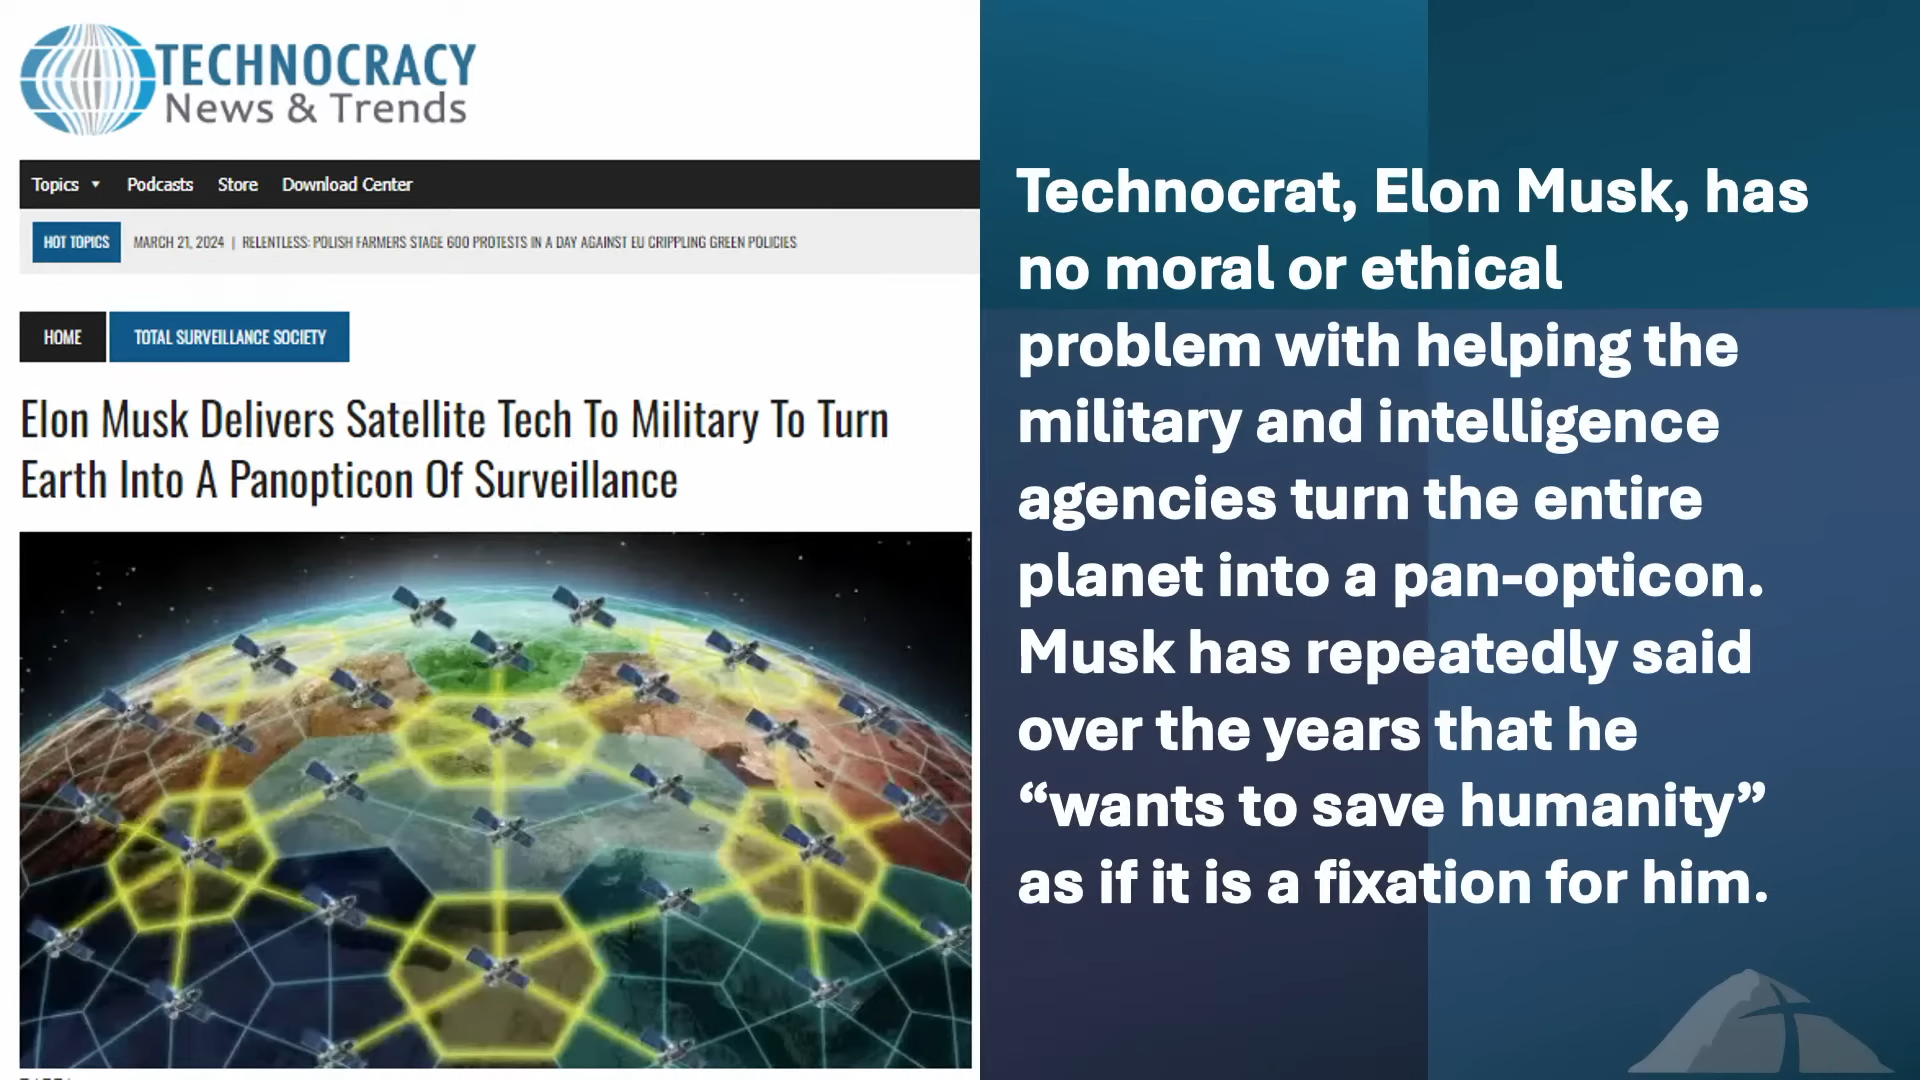 TECHNOCRACY
News & Trends
Topics ▼ Podcasts Store Download Center
HOT TOPICS MARCH 21, 2024 | RELENTLESS: POLISH FARMERS STAGE 600 PROTESTS IN A DAY AGAINST EU CRIPPLING GREEN POLICIES
HOME TOTAL SURVEILLANCE SOCIETY
Elon Musk Delivers Satellite Tech To Military To Turn
Earth Into A Panopticon Of Surveillance
Technocrat, Elon Musk, has
no moral or ethical
problem with helping the
military and intelligence
agencies turn the entire
planet into a pan-opticon.
Musk has repeatedly said
over the years that he
“wants to save humanity”
as if it is a fixation for him.